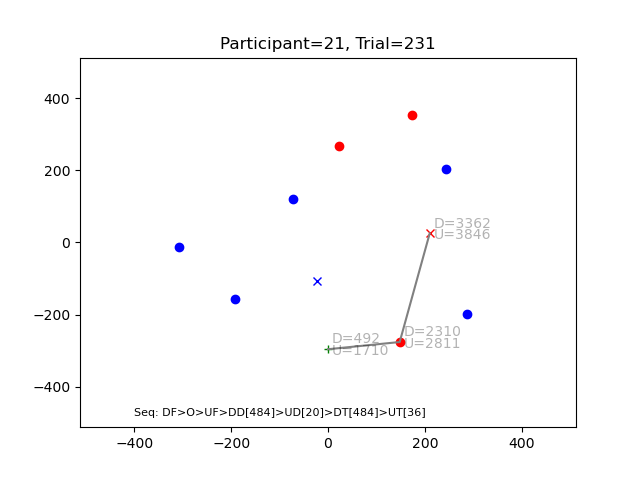 Participant=21, Trial=231
400
200
0
−200
−400
D=3362
U=3846
D=2310
U=2811
D=492
U=1710
Seq: DF>O>UF>DD[484]>UD[20]>DT[484]>UT[36]
−400 −200 0 200 400